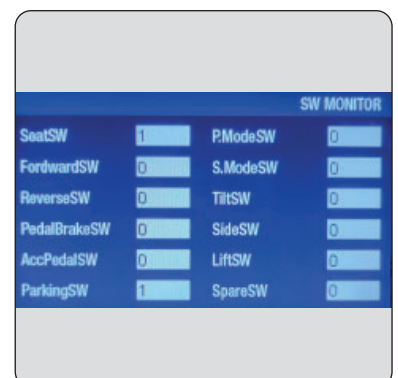 SW MONITOR
SeatSW 1 P.ModeSW 0
FordwardSW 0 S.ModeSW 0
ReverseSW 0 TiltSW 0
PedalBrakeSW 0 SideSW 0
AccPedalSW 0 LiftSW 0
ParkingSW 1 SpareSW 0